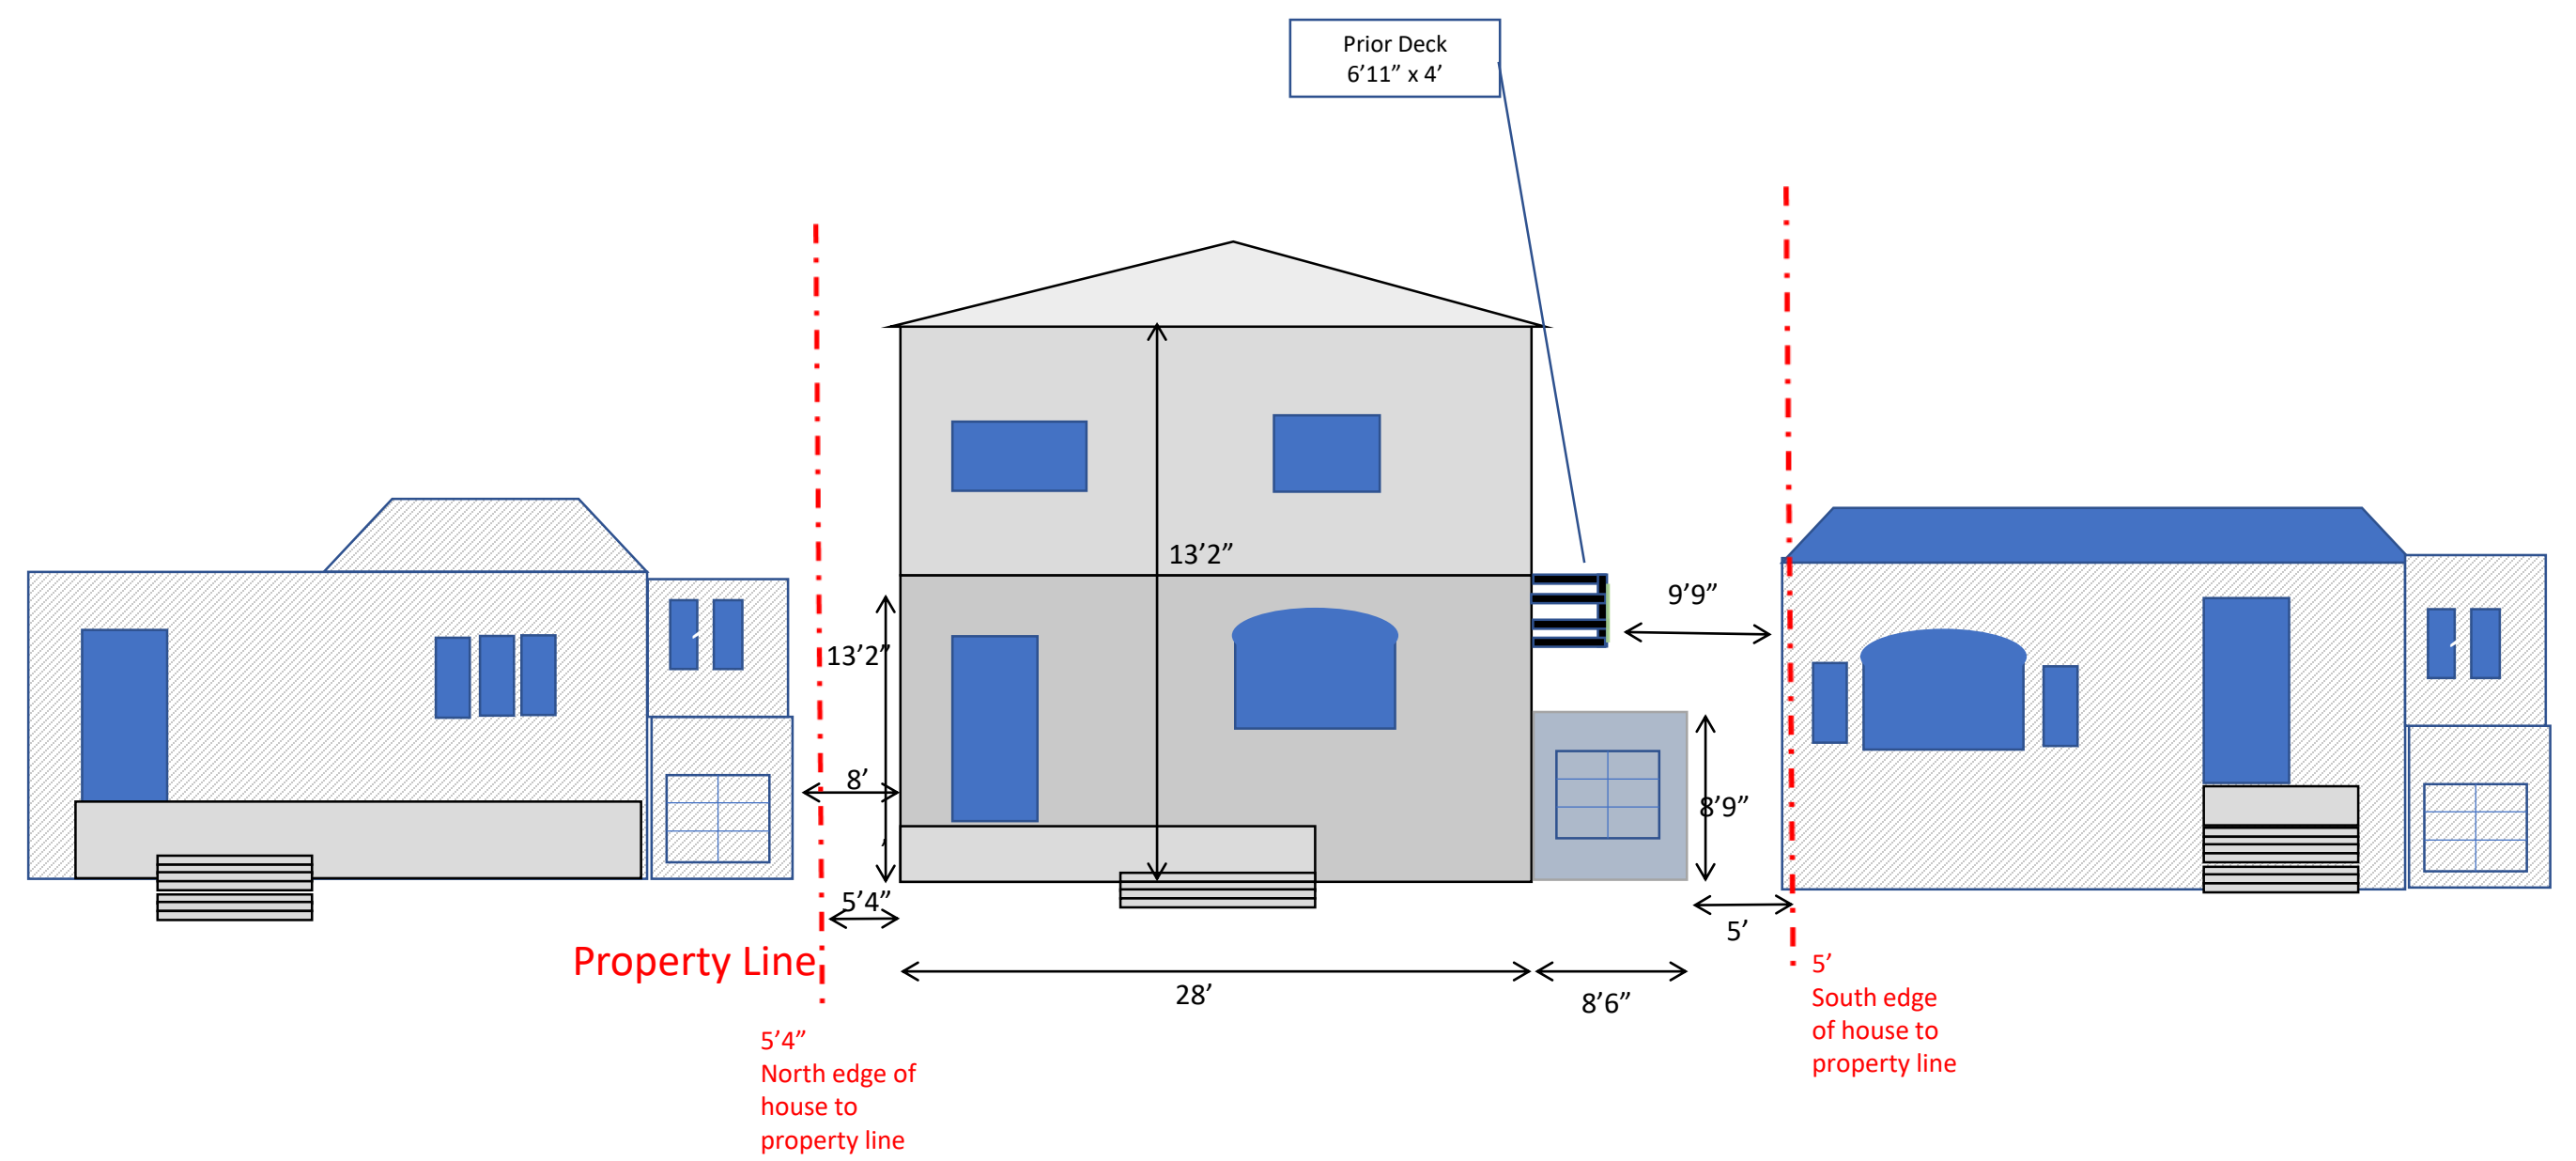 Prior Deck
6’11” x 4’
13’2”
9’9”
13’2”
8’
8’9”
,
5’4”
5’
Property Line
28’
8’6”
5’
South edge
of house to
property line
5’4”
North edge of
house to
property line